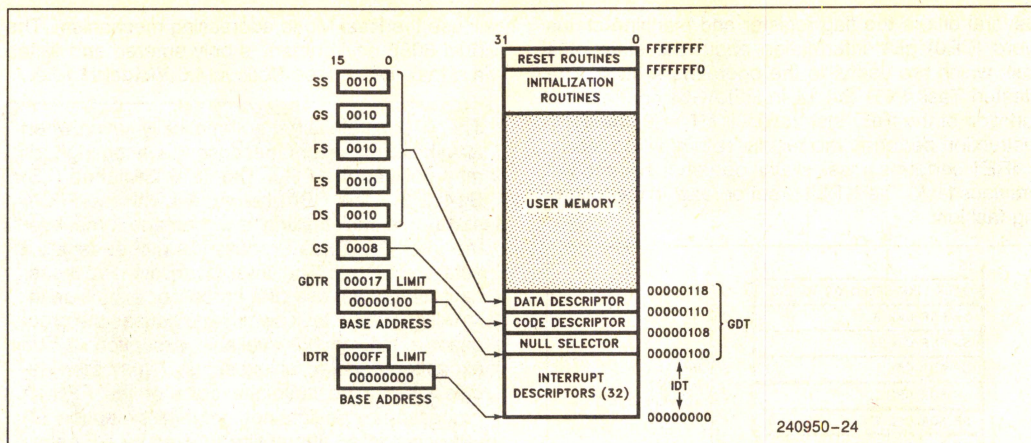 31 0
15 0
SS 0010
GS 0010
FS 0010
ES 0010
DS 0010
CS 0008
GDTR 00017 LIMIT
00000100
BASE ADDRESS
IDTR 000FF LIMIT
00000000
BASE ADDRESS
RESET ROUTINES
INITIALIZATION
ROUTINES
USER MEMORY
DATA DESCRIPTOR
CODE DESCRIPTOR
NULL SELECTOR
INTERRUPT
DESCRIPTORS (32)
FFFFFFFF
FFFFFFF0
00000118
00000110
00000108
00000100
00000000
GDT
IDT
240950-24